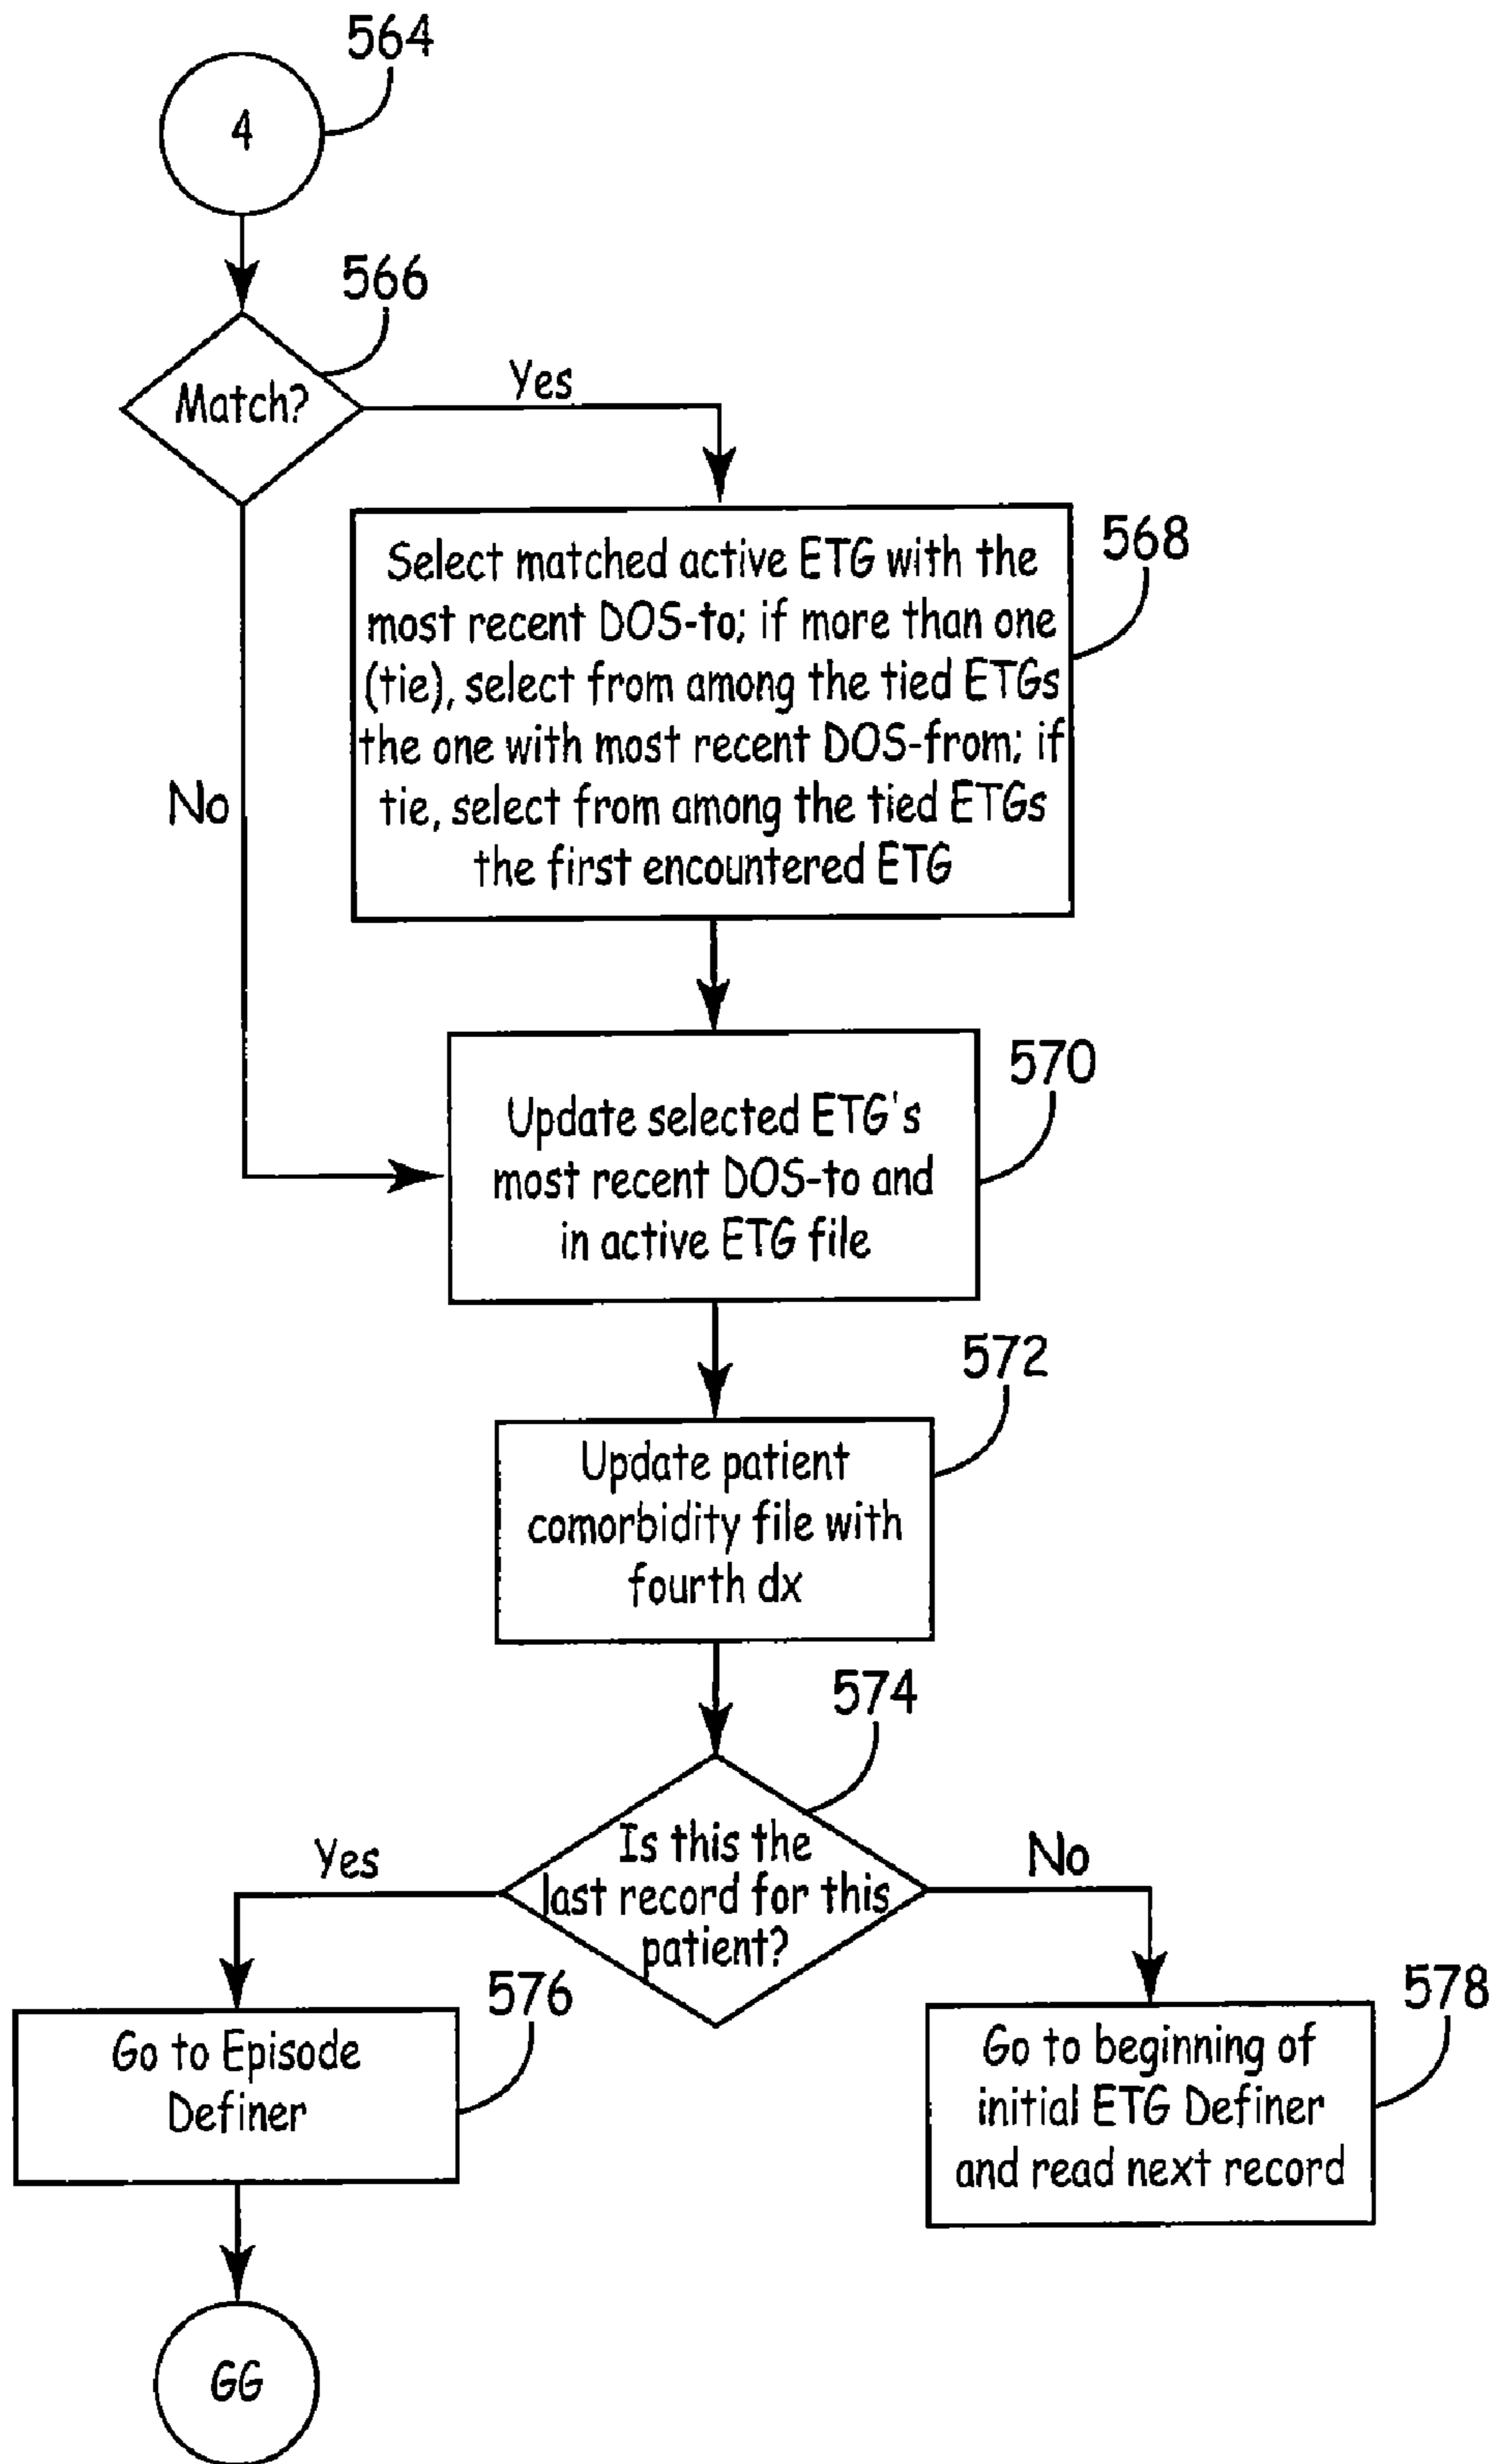 564
4
566
Match?
Yes
568
Select matched active ETG with the
most recent DOS-to; if more than one
(tie), select from among the tied ETGs
the one with most recent DOS-from; if
tie, select from among the tied ETGs
the first encountered ETG
No
570
Update selected ETG's
most recent DOS-to and
in active ETG file
572
Update patient
comorbidity file with
fourth dx
574
Is this the
last record for this
patient?
Yes
No
576
Go to Episode
Definer
578
Go to beginning of
initial ETG Definer
and read next record
GG